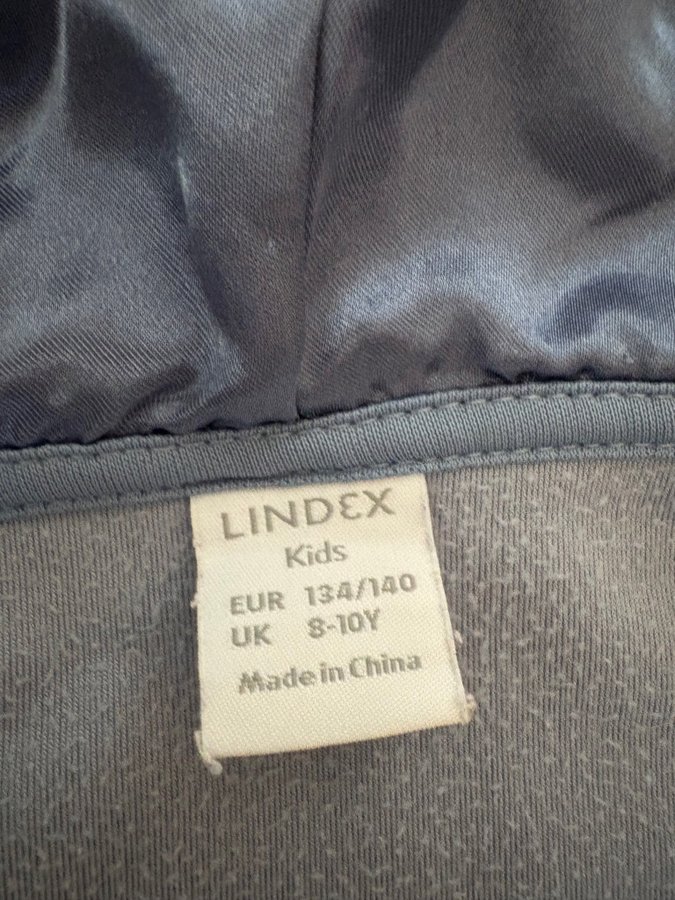 LINDEX
Kids
EUR 134/140
UK 8-10Y
Made in China